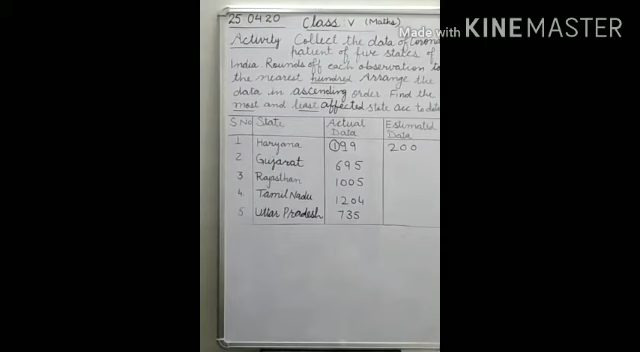 25.04.20 Class: V (Maths)
Made with KINEMASTER
Activity Collect the data of Corona
patient of five states of
India Rounds off each observation to
the nearest hundred Arrange the
data in ascending order Find the
most and least affected state acc to data
S.No State Actual Data Estimated Data
1 Haryana 199 200
2 Gujarat 695
3 Rajasthan 1005
4. Tamil Nadu 1204
5 Uttar Pradesh 735